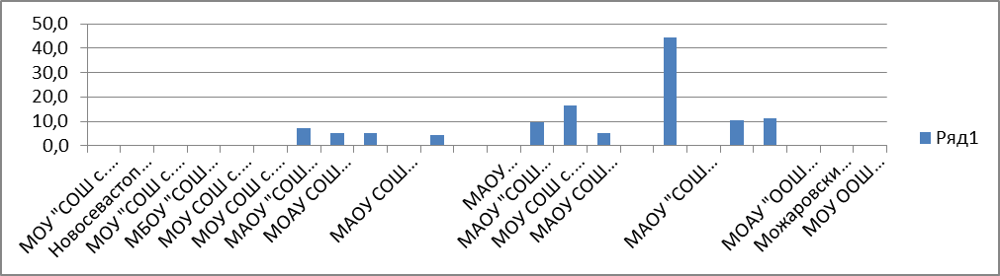 50,0
40,0
30,0
20,0
10,0
0,0
МОУ "СОШ с....
Новосевастоп...
МОУ "СОШ с....
МБОУ "СОШ...
МОУ СОШ с....
МОУ СОШ с....
МАОУ "СОШ...
МОАУ СОШ...
МАОУ СОШ...
МАОУ...
МАОУ "СОШ...
МОУ СОШ с....
МАОУ СОШ...
МАОУ "СОШ...
МОАУ "ООШ...
Можаровски...
МОУ ООШ...
Ряд1